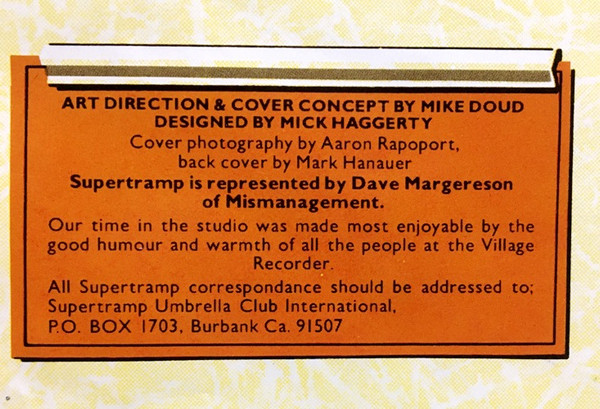 ART DIRECTION & COVER CONCEPT BY MIKE DOUD
DESIGNED BY MICK HAGGERTY
Cover photography by Aaron Rapoport,
back cover by Mark Hanauer
Supertramp is represented by Dave Margereson
of Mismanagement.
Our time in the studio was made most enjoyable by the
good humour and warmth of all the people at the Village
Recorder.
All Supertramp correspondance should be addressed to;
Supertramp Umbrella Club International,
P.O. BOX 1703, Burbank Ca. 91507